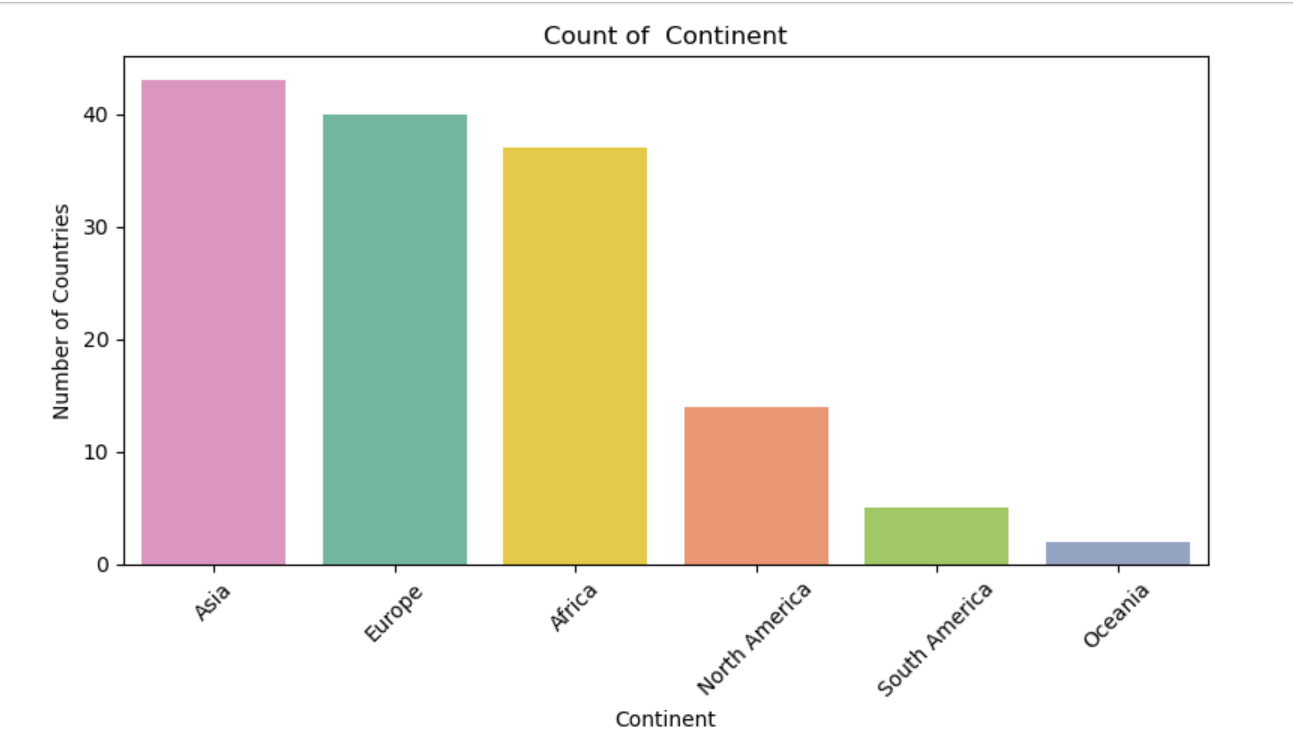 Count of  Continent
Number of Countries
40
30
20
10
0
Asia
Europe
Africa
North America
South America
Oceania
Continent